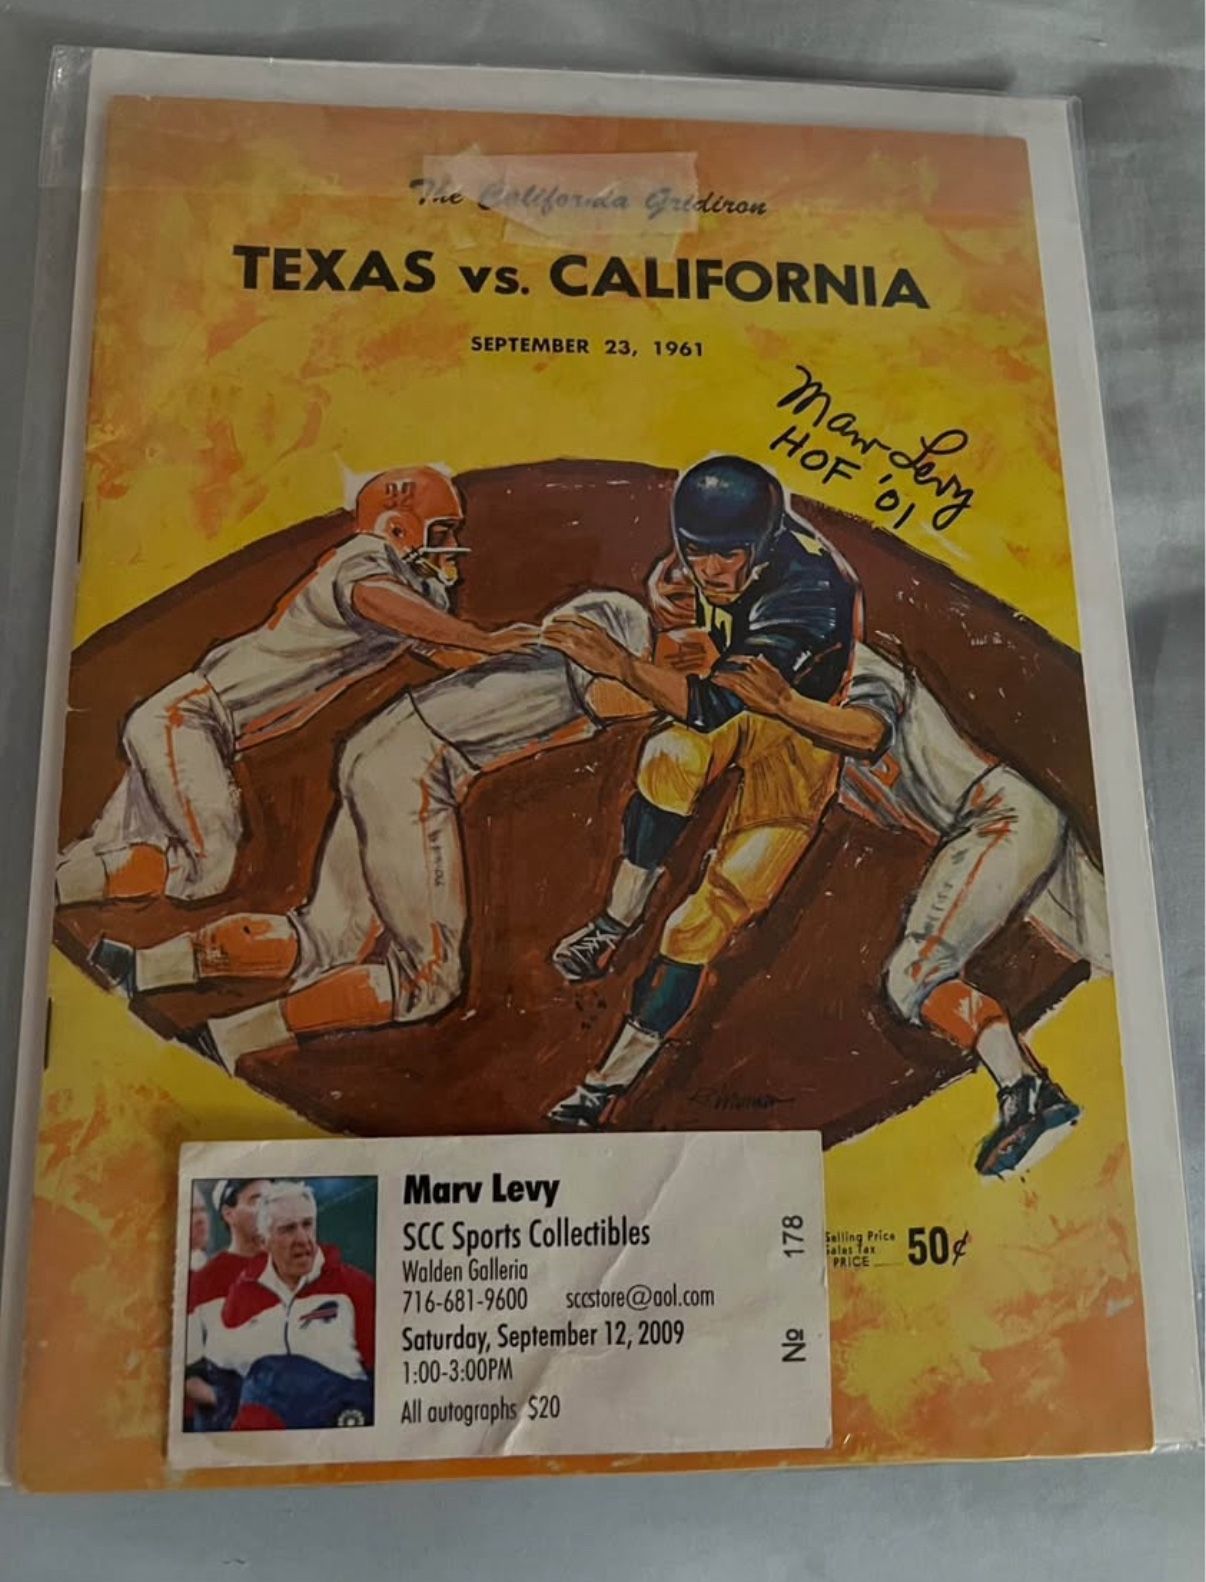 The California Gridiron
TEXAS vs. CALIFORNIA
SEPTEMBER 23, 1961
Marv Levy
HOF '01
32
Marv Levy
SCC Sports Collectibles
Walden Galleria
716-681-9600 sccstore@aol.com
Saturday, September 12, 2009
1:00-3:00PM
All autographs $20
No 178
Selling Price
Sales Tax
PRICE 50¢